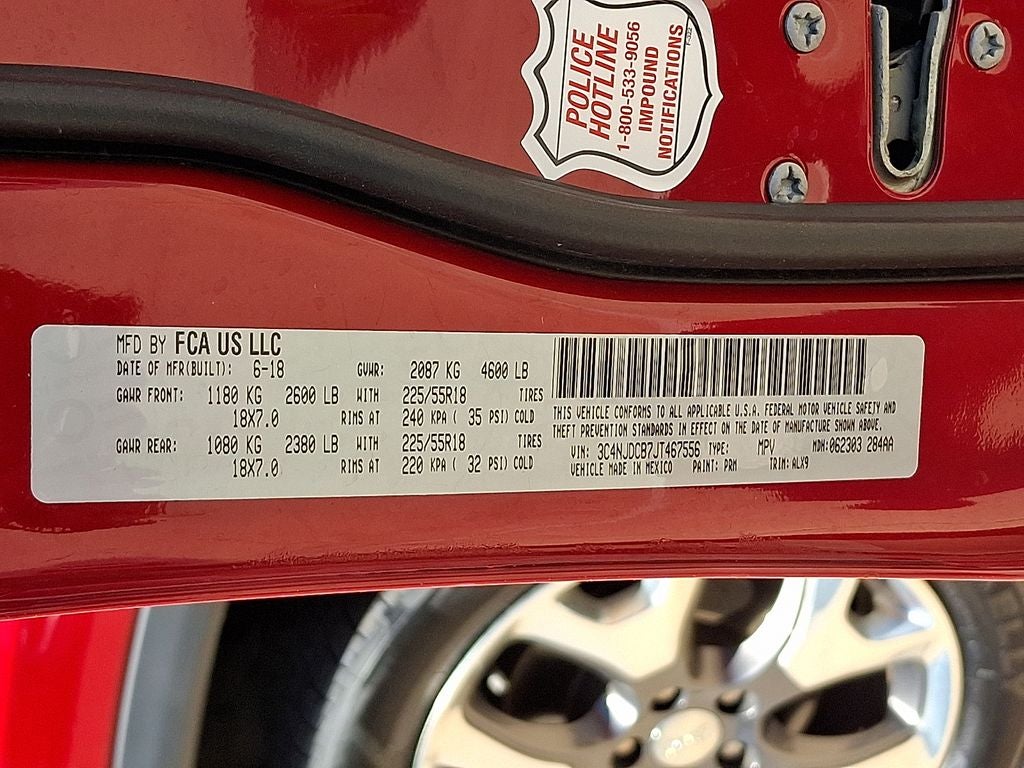 POLICE
HOTLINE
1-800-533-9056
IMPOUND
NOTIFICATIONS
MFD BY FCA US LLC
DATE OF MFR(BUILT): 6-18 GVWR: 2087 KG 4600 LB
GAWR FRONT: 1180 KG 2600 LB WITH 225/55R18 TIRES
18X7.0 RIMS AT 240 KPA ( 35 PSI) COLD
GAWR REAR: 1080 KG 2380 LB WITH 225/55R18 TIRES
18X7.0 RIMS AT 220 KPA ( 32 PSI) COLD
THIS VEHICLE CONFORMS TO ALL APPLICABLE U.S.A. FEDERAL MOTOR VEHICLE SAFETY AND
THEFT PREVENTION STANDARDS IN EFFECT ON THE DATE OF MANUFACTURE SHOWN ABOVE.
VIN: 3C4NJDCB7JT467556 TYPE: MPV MDH: 062303 284AA
VEHICLE MADE IN MEXICO PAINT: PRM TRIM: ALX9
Jeep